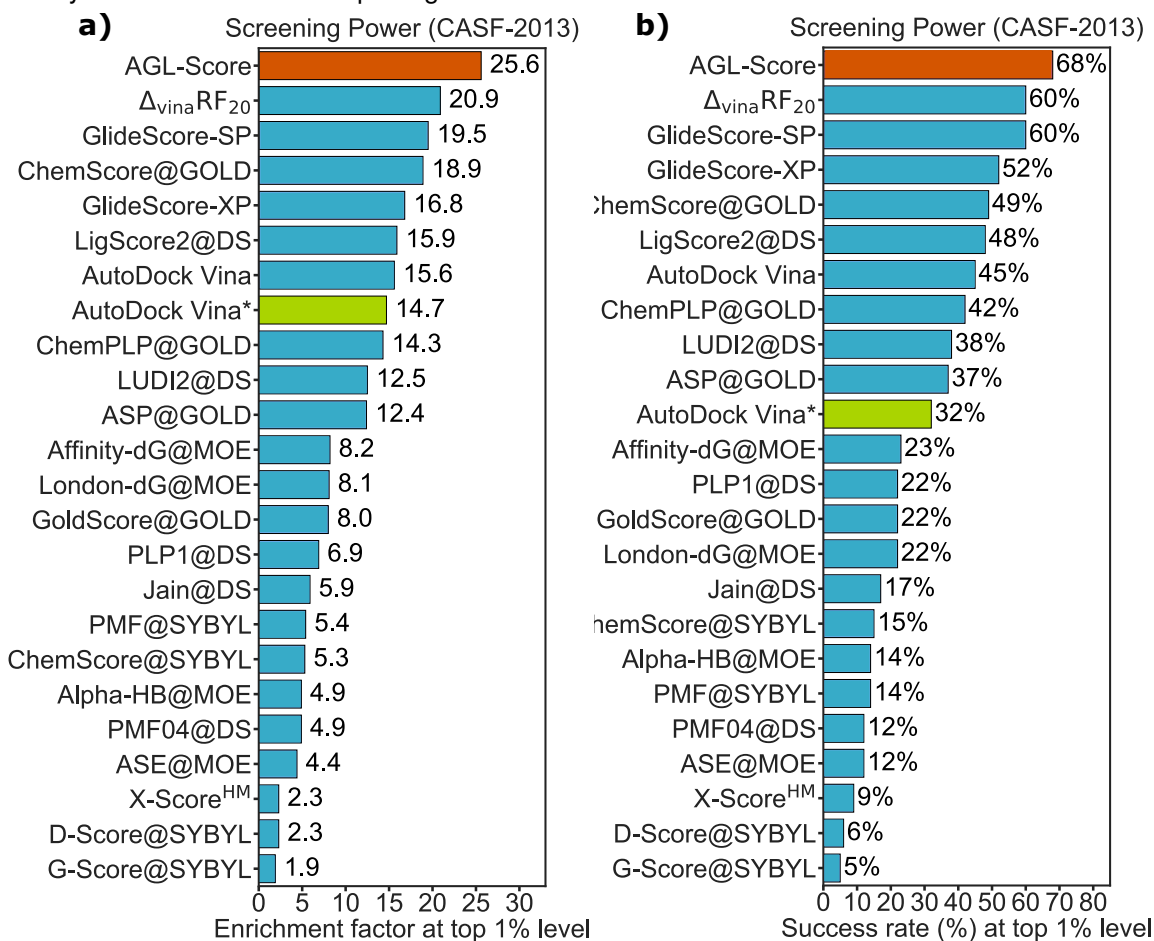 a)
Screening Power (CASF-2013)
AGL-Score 25.6
ΔvinaRF20 20.9
GlideScore-SP 19.5
ChemScore@GOLD 18.9
GlideScore-XP 16.8
LigScore2@DS 15.9
AutoDock Vina 15.6
AutoDock Vina* 14.7
ChemPLP@GOLD 14.3
LUDI2@DS 12.5
ASP@GOLD 12.4
Affinity-dG@MOE 8.2
London-dG@MOE 8.1
GoldScore@GOLD 8.0
PLP1@DS 6.9
Jain@DS 5.9
PMF@SYBYL 5.4
ChemScore@SYBYL 5.3
Alpha-HB@MOE 4.9
PMF04@DS 4.9
ASE@MOE 4.4
X-ScoreHM 2.3
D-Score@SYBYL 2.3
G-Score@SYBYL 1.9
0 5 10 15 20 25 30
Enrichment factor at top 1% level
b)
Screening Power (CASF-2013)
AGL-Score 68%
ΔvinaRF20 60%
GlideScore-SP 60%
GlideScore-XP 52%
hemScore@GOLD 49%
LigScore2@DS 48%
AutoDock Vina 45%
ChemPLP@GOLD 42%
LUDI2@DS 38%
ASP@GOLD 37%
AutoDock Vina* 32%
Affinity-dG@MOE 23%
PLP1@DS 22%
GoldScore@GOLD 22%
London-dG@MOE 22%
Jain@DS 17%
hemScore@SYBYL 15%
Alpha-HB@MOE 14%
PMF@SYBYL 14%
PMF04@DS 12%
ASE@MOE 12%
X-ScoreHM 9%
D-Score@SYBYL 6%
G-Score@SYBYL 5%
0 10 20 30 40 50 60 70 80
Success rate (%) at top 1% level